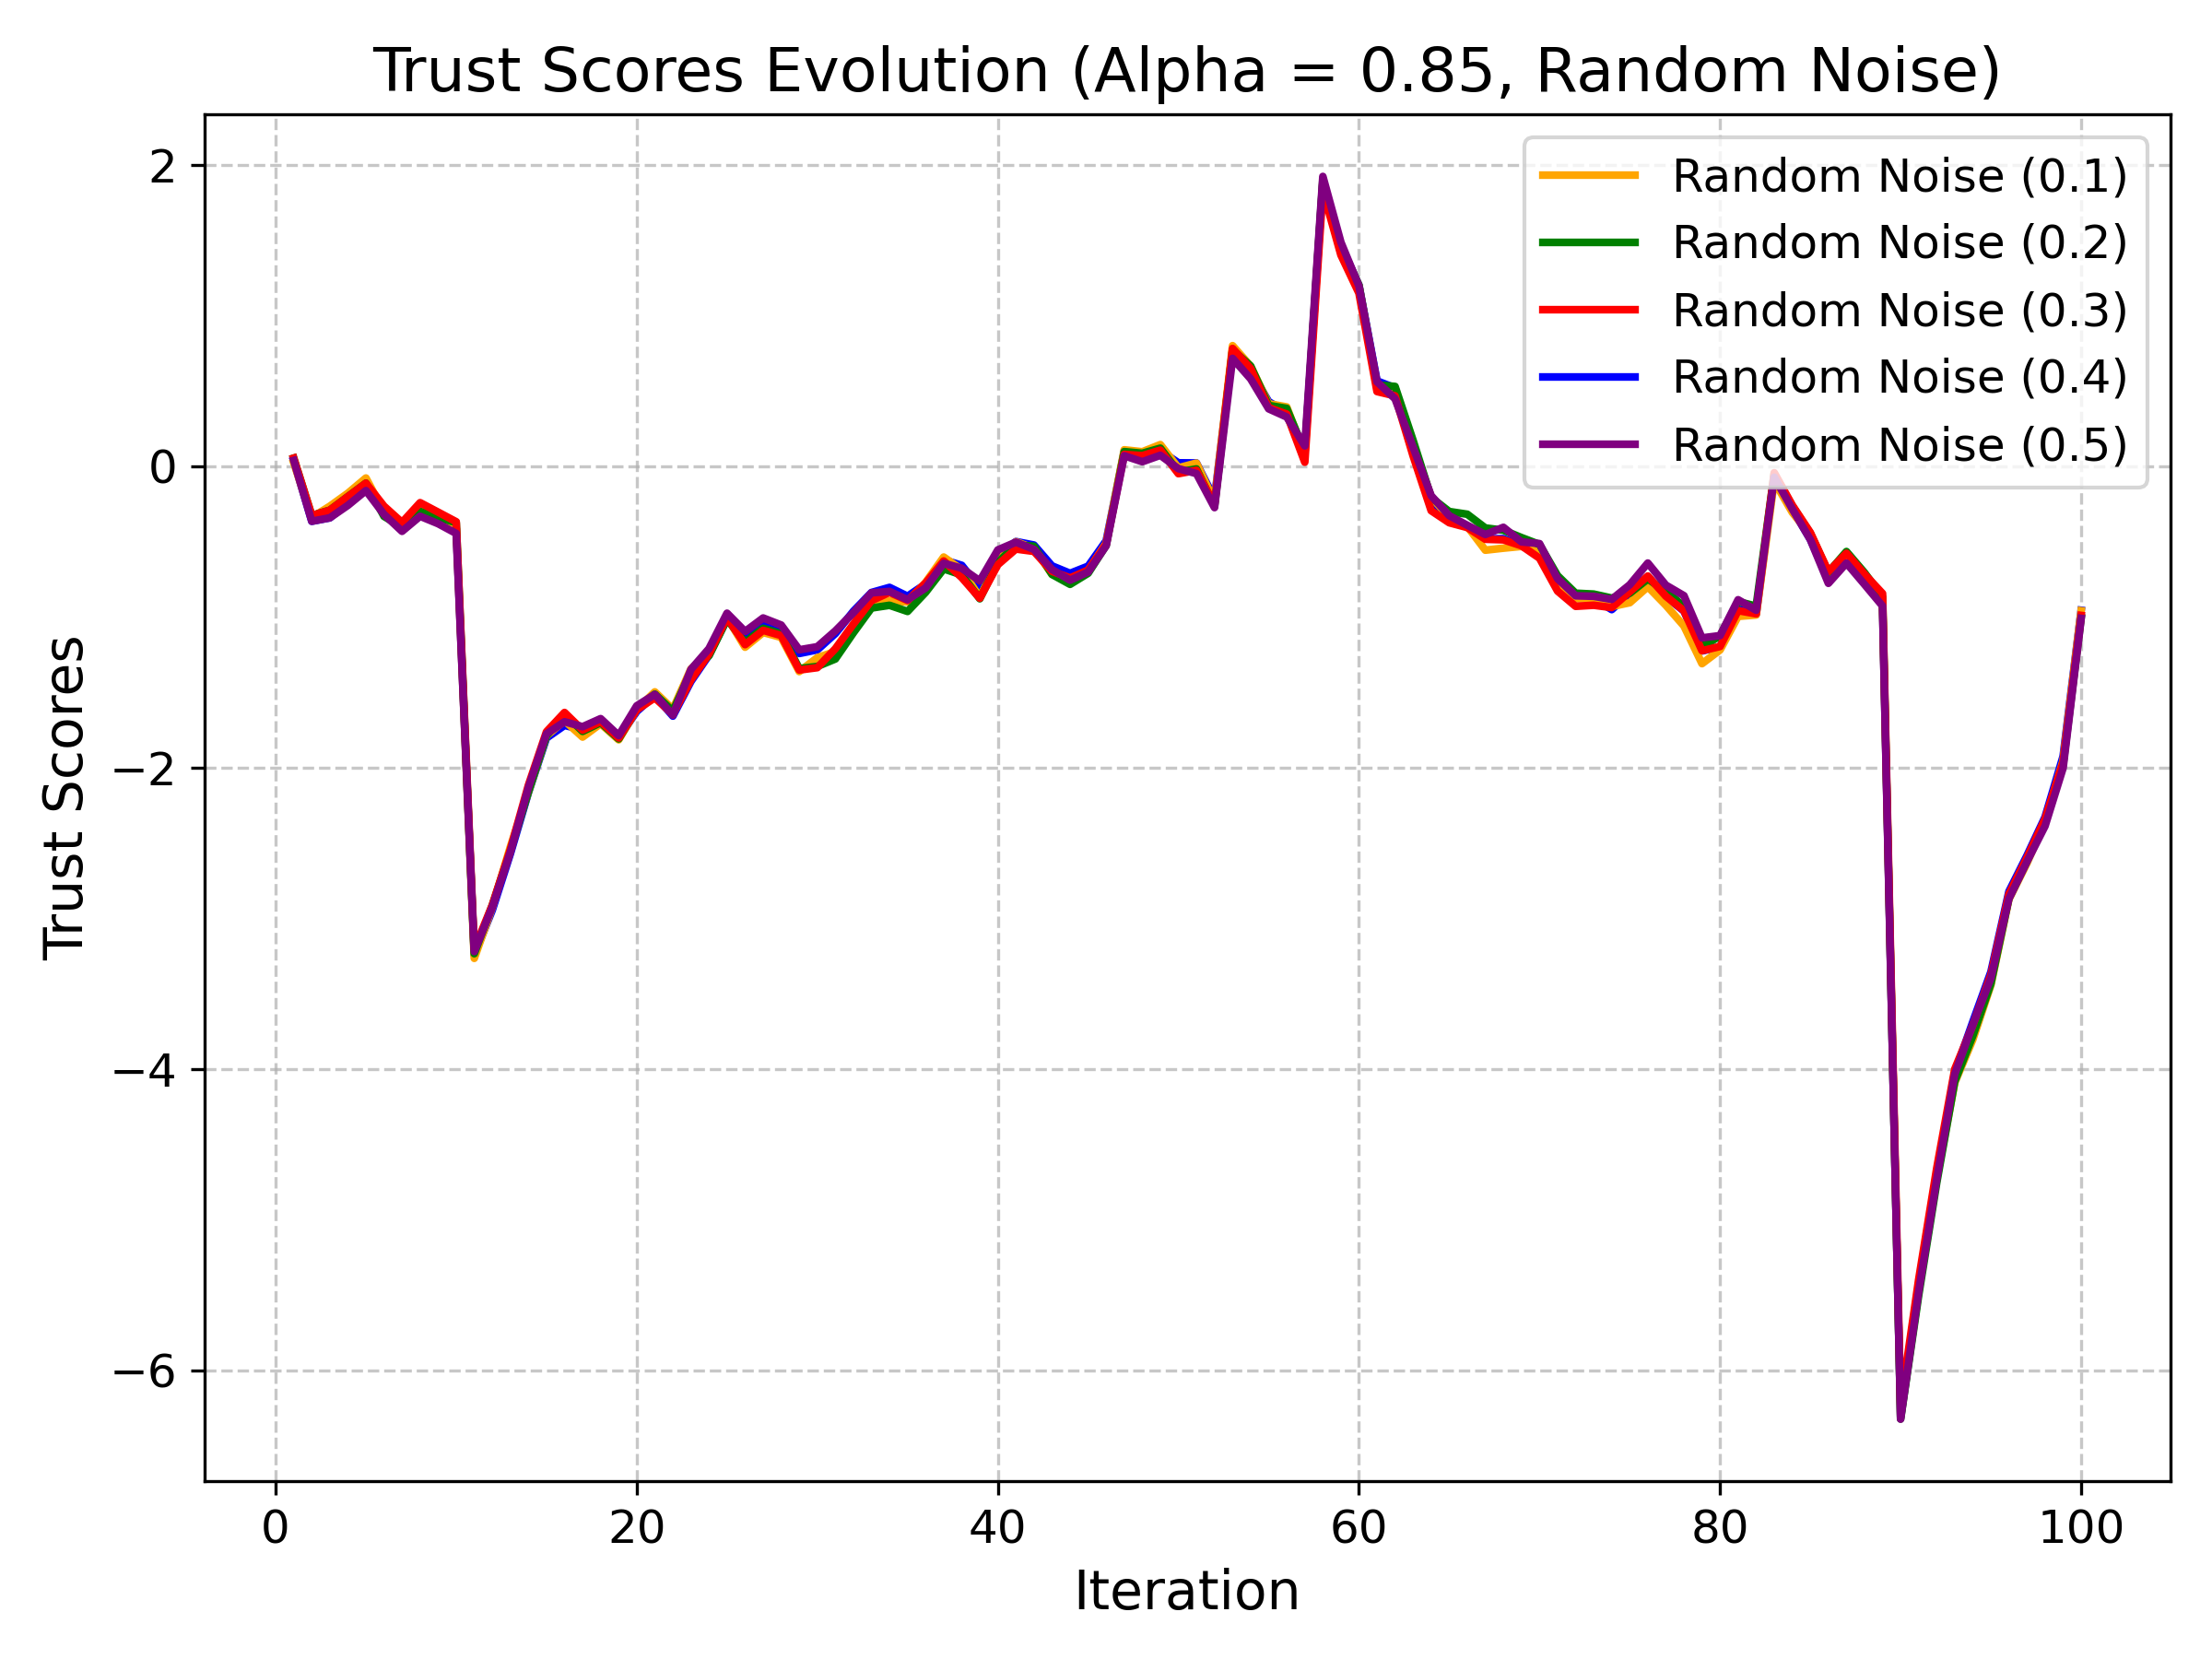 Trust Scores Evolution (Alpha = 0.85, Random Noise)
Random Noise (0.1)
Random Noise (0.2)
Random Noise (0.3)
Random Noise (0.4)
Random Noise (0.5)
Trust Scores
2
0
−2
−4
−6
0 20 40 60 80 100
Iteration